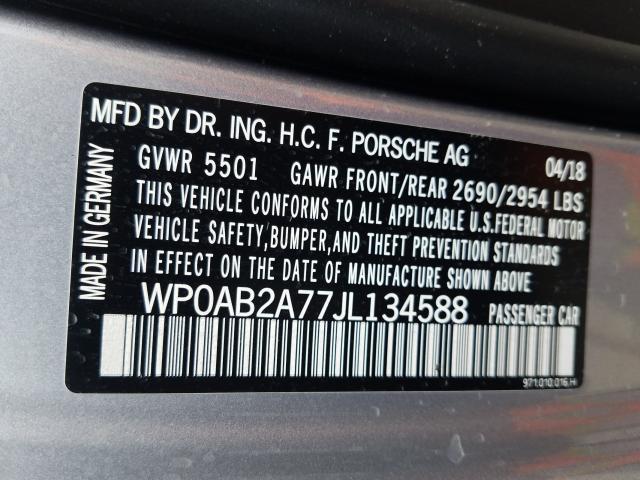 MFD BY DR. ING. H.C. F. PORSCHE AG 04/18
GVWR 5501 GAWR FRONT/REAR 2690/2954 LBS
THIS VEHICLE CONFORMS TO ALL APPLICABLE U.S.FEDERAL MOTOR
VEHICLE SAFETY,BUMPER,AND THEFT PREVENTION STANDARDS
IN EFFECT ON THE DATE OF MANUFACTURE SHOWN ABOVE.
WP0AB2A77JL134588 PASSENGER CAR
MADE IN GERMANY
971.010.016.H